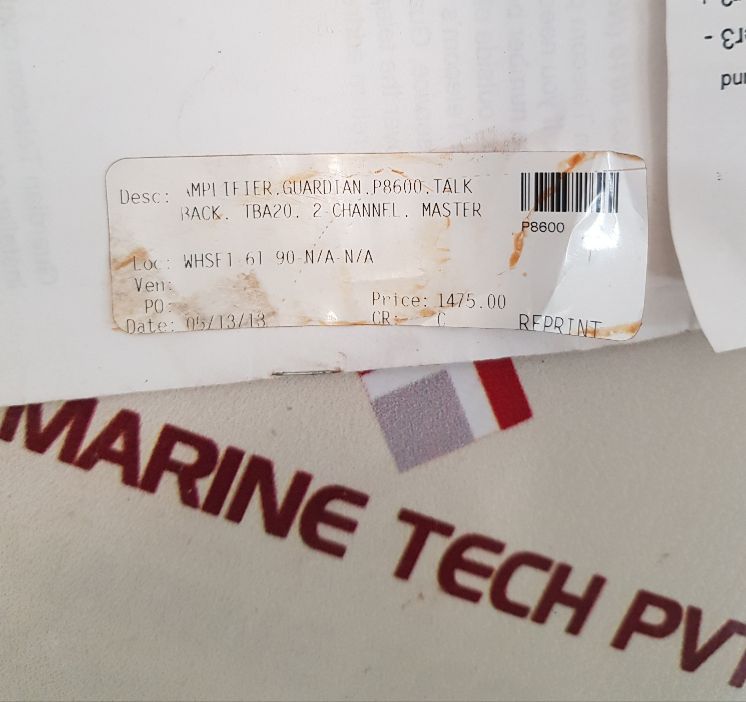 Desc: AMPLIFIER.GUARDIAN.P8600.TALK
BACK. TBA20. 2-CHANNEL. MASTER
P8600
Loc: WHSE1-61 90-N/A-N/A
Ven:
PO:
Price: 1475.00
Date: 05/13/13
CR: C
REPRINT
MARINE TECH PVT